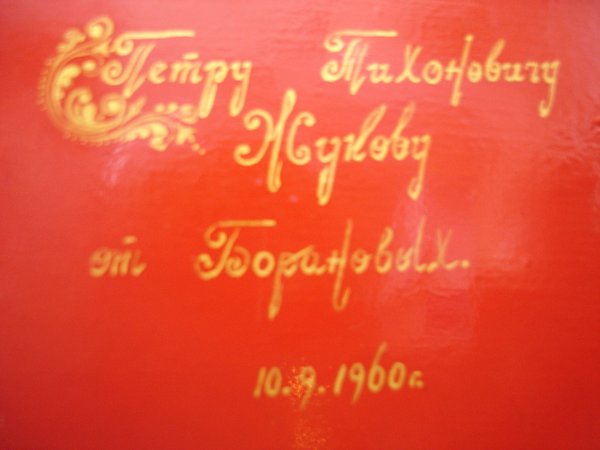 Петру Тихоновичу
Жукову
от Борановых.
10.9.1960г.